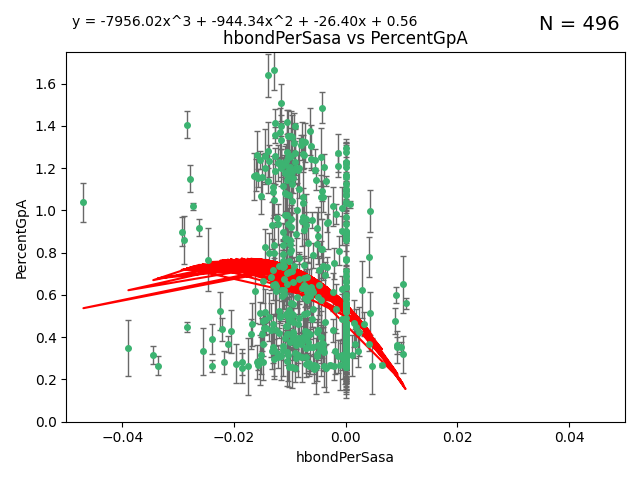 y = -7956.02x^3 + -944.34x^2 + -26.40x + 0.56
N = 496
hbondPerSasa vs PercentGpA
PercentGpA
1.6
1.4
1.2
1.0
0.8
0.6
0.4
0.2
0.0
−0.04
−0.02
0.00
0.02
0.04
hbondPerSasa